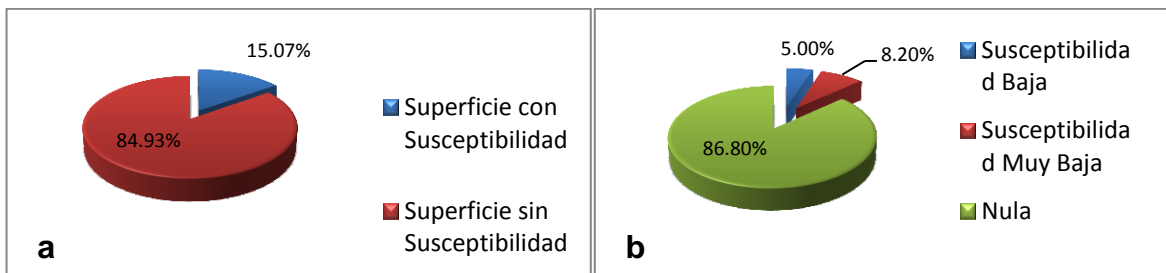 15.07%
84.93%
Superficie con
Susceptibilidad
Superficie sin
Susceptibilidad
a
5.00%
8.20%
86.80%
Susceptibilida
d Baja
Susceptibilida
d Muy Baja
Nula
b